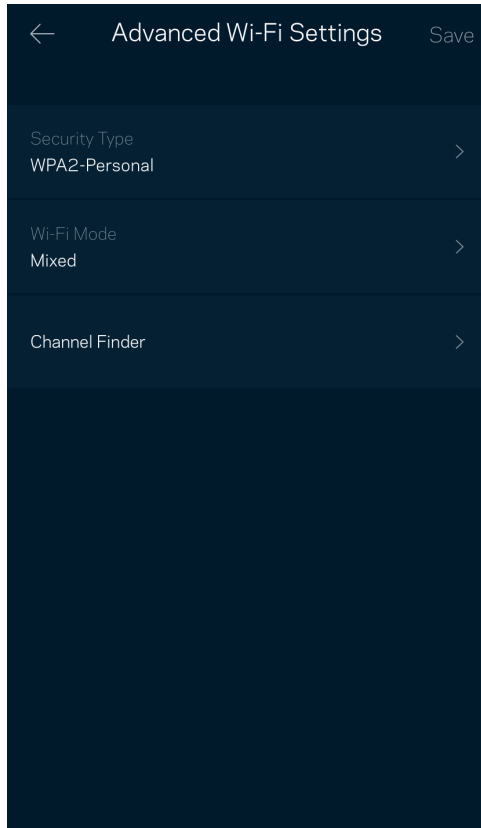 Advanced Wi-Fi Settings Save
Security Type
WPA2-Personal
Wi-Fi Mode
Mixed
Channel Finder